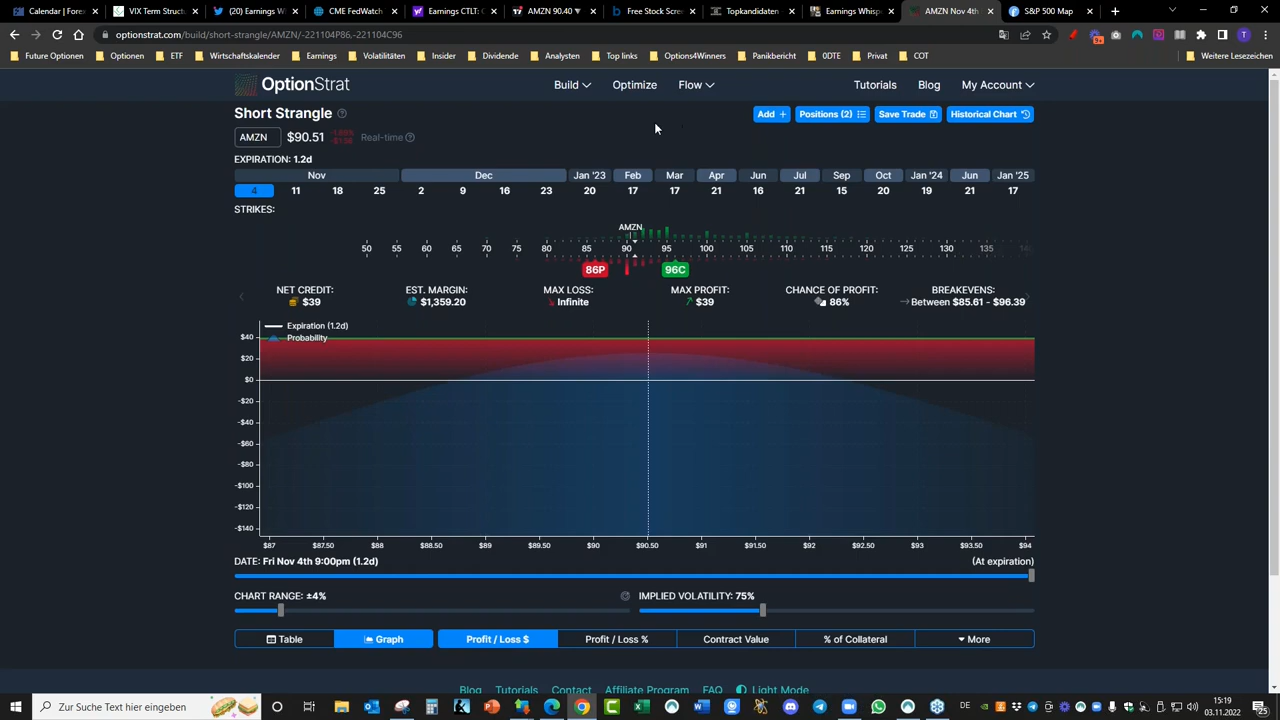 Calendar | Forex
VIX Term Struct
(20) Earnings W
CME FedWatch
Earnings CTLT: C
AMZN 90.40
Free Stock Scre
Topkandidaten
Earnings Whisp
AMZN Nov 4th
S&P 500 Map
optionstrat.com/build/short-strangle/AMZN/-221104P86,-221104C96
Future Optionen
Optionen
ETF
Wirtschaftskalender
Earnings
Volatilitäten
Insider
Dividende
Analysten
Top links
Options4Winners
Panikbericht
0DTE
Privat
COT
Weitere Lesezeichen
OptionStrat
Build
Optimize
Flow
Tutorials
Blog
My Account
Short Strangle
Add +
Positions (2)
Save Trade
Historical Chart
AMZN $90.51 Real-time
EXPIRATION: 1.2d
Nov Dec Jan '23 Feb Mar Apr Jun Jul Sep Oct Jan '24 Jun Jan '25
4 11 18 25 2 9 16 23 20 17 17 21 16 21 15 20 19 21 17
STRIKES:
AMZN
50 55 60 65 70 75 80 85 90 95 100 105 110 115 120 125 130 135 140
86P 96C
NET CREDIT: EST. MARGIN: MAX LOSS: MAX PROFIT: CHANCE OF PROFIT: BREAKEVENS:
$39 $1,359.20 Infinite $39 86% Between $85.61 - $96.39
Expiration (1.2d)
Probability
$40
$20
$0
-$20
-$40
-$60
-$80
-$100
-$120
-$140
$87 $87.50 $88 $88.50 $89 $89.50 $90 $90.50 $91 $91.50 $92 $92.50 $93 $93.50 $94
DATE: Fri Nov 4th 9:00pm (1.2d) (At expiration)
CHART RANGE: ±4% IMPLIED VOLATILITY: 75%
Table Graph Profit / Loss $ Profit / Loss % Contract Value % of Collateral More
Blog Tutorials Contact Affiliate Program FAQ Light Mode
Zur Suche Text hier eingeben
DE
15:19
03.11.2022